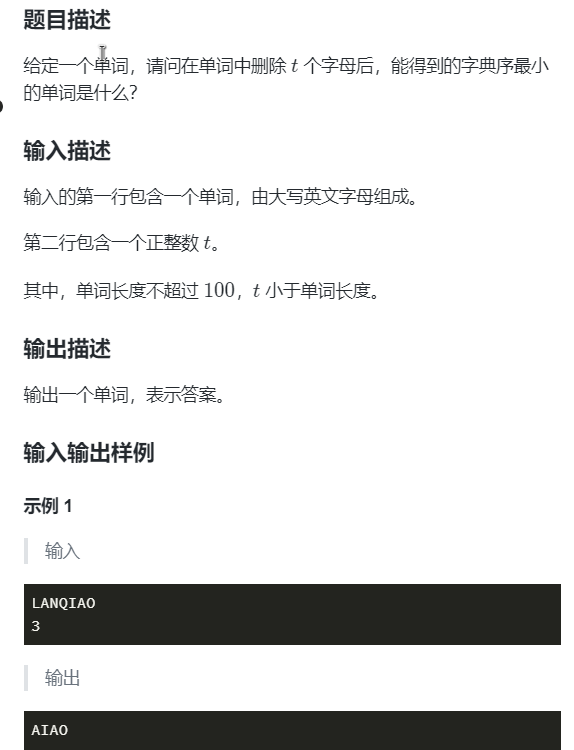 题目描述
给定一个单词，请问在单词中删除 t 个字母后，能得到的字典序最小
的单词是什么？
输入描述
输入的第一行包含一个单词，由大写英文字母组成。
第二行包含一个正整数 t。
其中，单词长度不超过 100，t 小于单词长度。
输出描述
输出一个单词，表示答案。
输入输出样例
示例 1
输入
LANQIAO
3
输出
AIAO